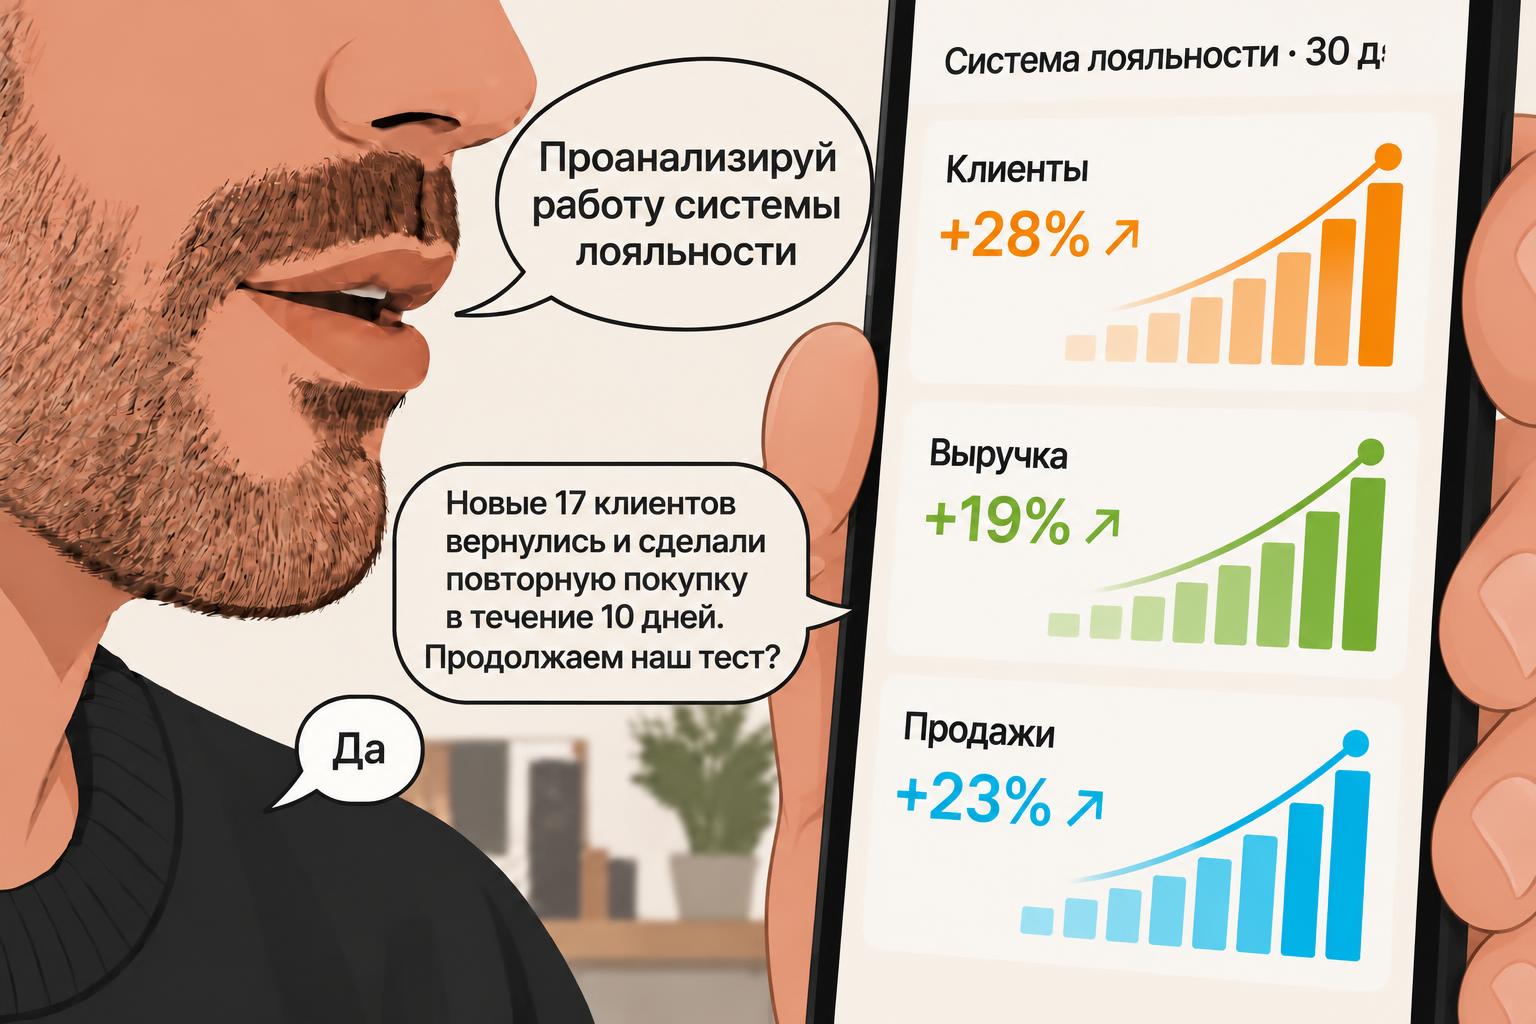 Проанализируй
работу системы
лояльности
Новые 17 клиентов
вернулись и сделали
повторную покупку
в течение 10 дней.
Продолжаем наш тест?
Да
Система лояльности · 30
Клиенты
+28% ↗
Выручка
+19% ↗
Продажи
+23% ↗